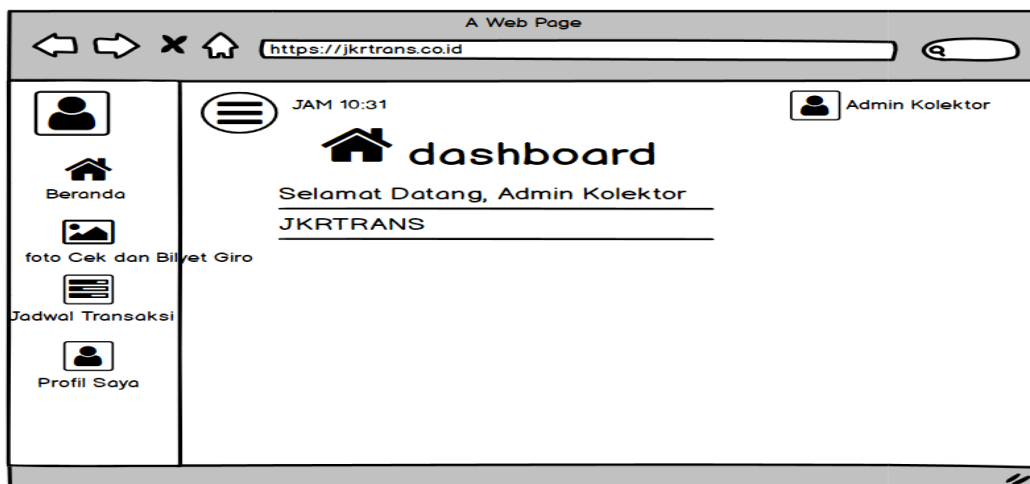 A Web Page
https://jkrtrans.co.id
JAM 10:31
Admin Kolektor
dashboard
Selamat Datang, Admin Kolektor
JKRTRANS
Beranda
foto Cek dan Bilyet Giro
Jadwal Transaksi
Profil Saya